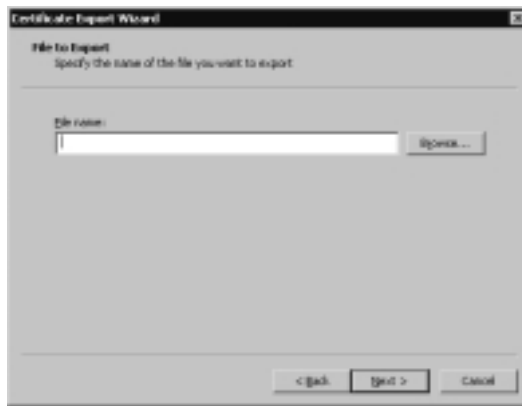 Certificate Export Wizard
File to Export
Specify the name of the file you want to export
File name:
Browse...
< Back
Next >
Cancel